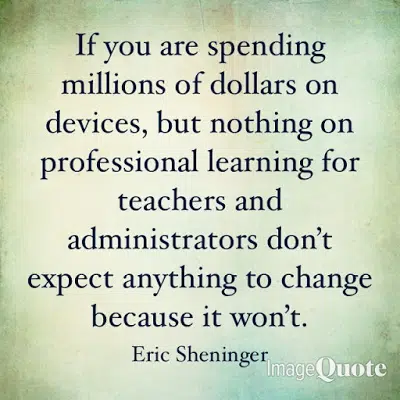 If you are spending
millions of dollars on
devices, but nothing on
professional learning for
teachers and
administrators don't
expect anything to change
because it won't.
Eric Sheninger
ImageQuote